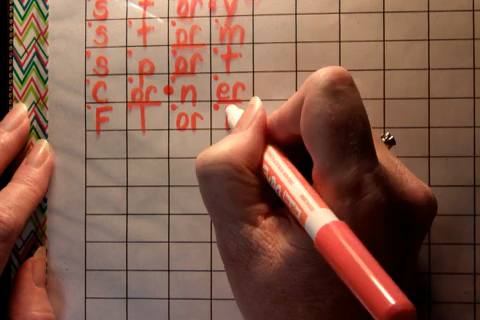 s t or y
s t or m
s p or t
C or n er
F or